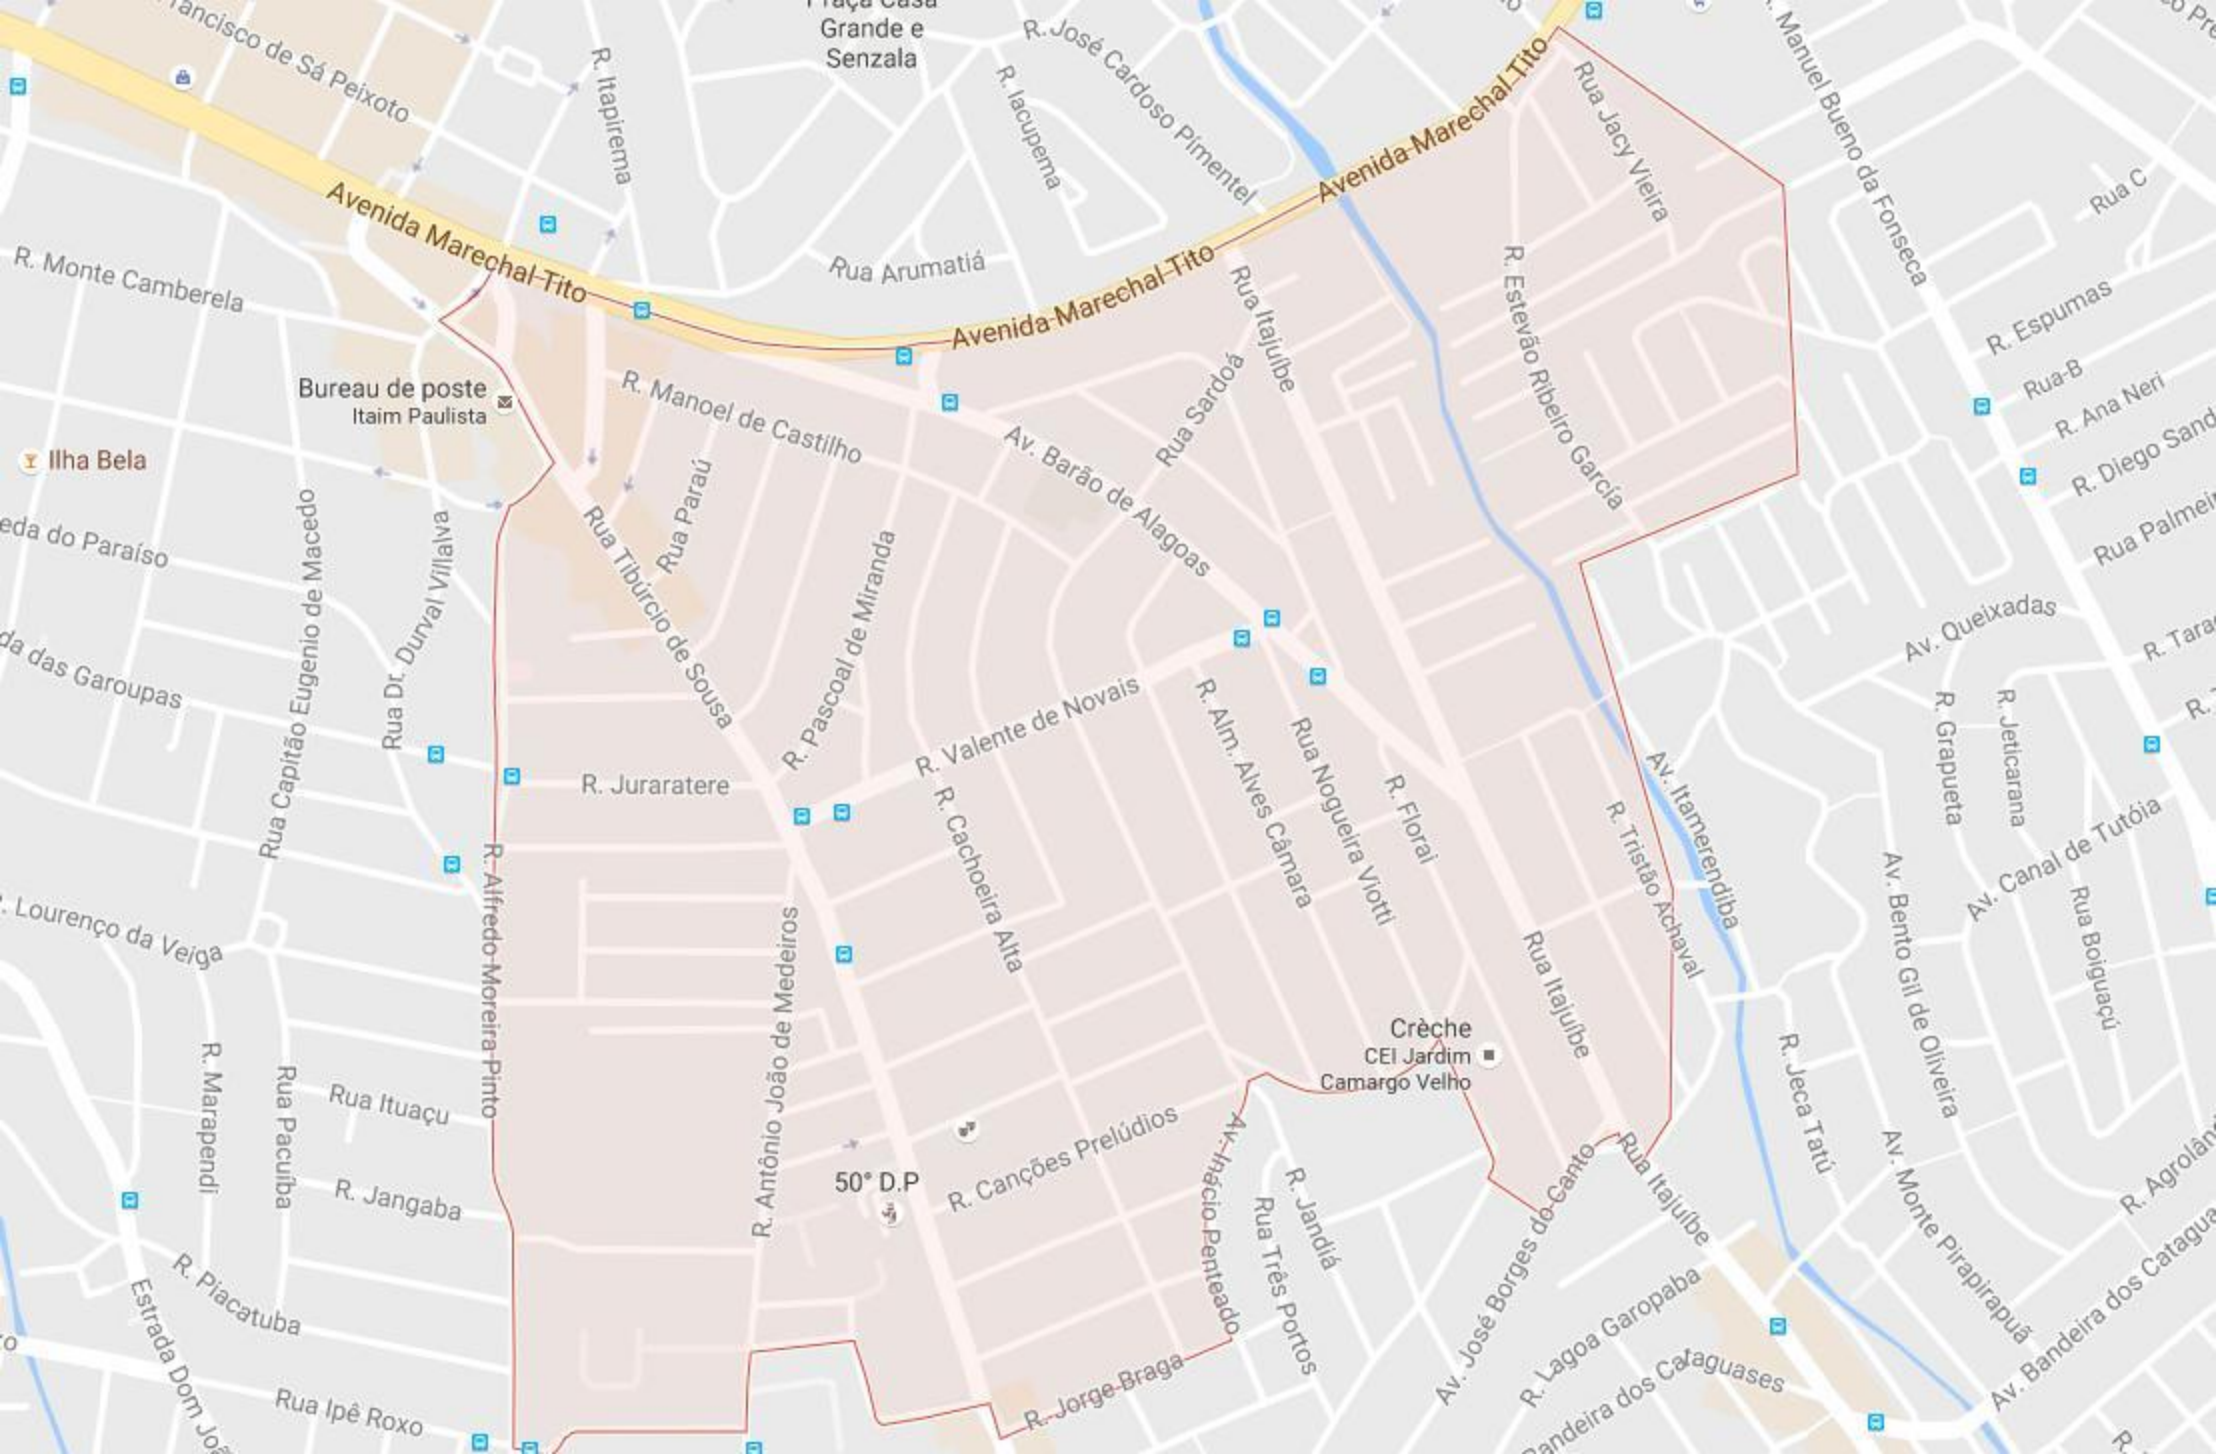 Praça Casa
Grande e
Senzala
R. José Cardoso Pimentel
Francisco de Sá Peixoto
R. Itapirema
R. Iacupema
Avenida Marechal Tito
Rua Jacy Vieira
Manuel Bueno da Fonseca
Rua C
Avenida Marechal Tito
Avenida Marechal Tito
Avenida Marechal Tito
R. Monte Camberela
Rua Arumatiá
Rua Itajuíbe
R. Estevão Ribeiro García
R. Espumas
Rua B
R. Ana Neri
R. Diego
Rua
Bureau de poste
Itaim Paulista
R. Manoel de Castilho
Rua Sardoá
Av. Barão de Alagoas
Ilha Bela
Rua Paraú
Rua Tibúrcio de Sousa
R. Pascoal de Miranda
Rua Capitão Eugenio de Macedo
Rua Dr. Durval Villalva
eda do Paraíso
da das Garoupas
Av. Queixadas
R. Grapueta
R. Jeticarana
R.
R.
R. Juraratere
R. Valente de Novais
R. Cachoeira Alta
R. Alm. Alves Câmara
Rua Nogueira Viotti
R. Florai
R. Tristão Achaval
Av. Itamerendiba
Av. Canal de Tutóia
Av. Bento Gil de Oliveira
Rua Boiguaçú
R. Alfredo Moreira Pinto
R. Antônio João de Medeiros
. Lourenço da Veiga
R. Marapendi
Rua Pacuíba
Rua Ituaçu
R. Jangaba
Rua Itajuíbe
Crèche
CEI Jardim
Camargo Velho
R. Jeca Tatú
R. Canções Prelúdios
50° D.P
Av. Inácio Penteado
R. Jandiá
Rua Três Portos
Av. José Borges do Canto
Rua Itajuíbe
Av. Monte Pirapirapuã
R. Piacatuba
Estrada Dom
R. Lagoa Garopaba
Bandeira dos Cataguases
Av. Bandeira dos
R. Jorge Braga
Rua Ipê Roxo
R.